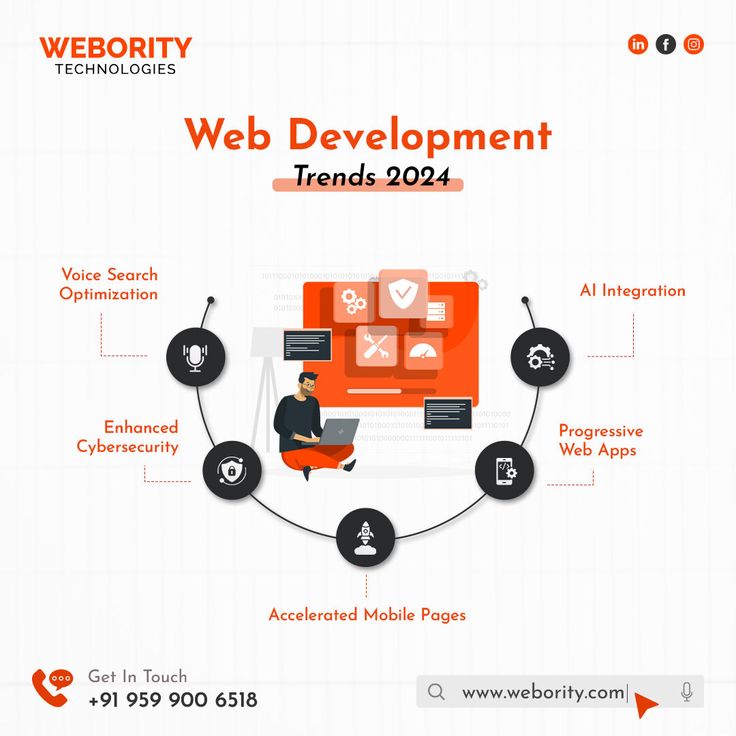 WEBORITY
TECHNOLOGIES
in f
Web Development
Trends 2024
Voice Search
Optimization
AI Integration
Enhanced
Cybersecurity
Progressive
Web Apps
Accelerated Mobile Pages
Get In Touch
+91 959 900 6518
www.webority.com